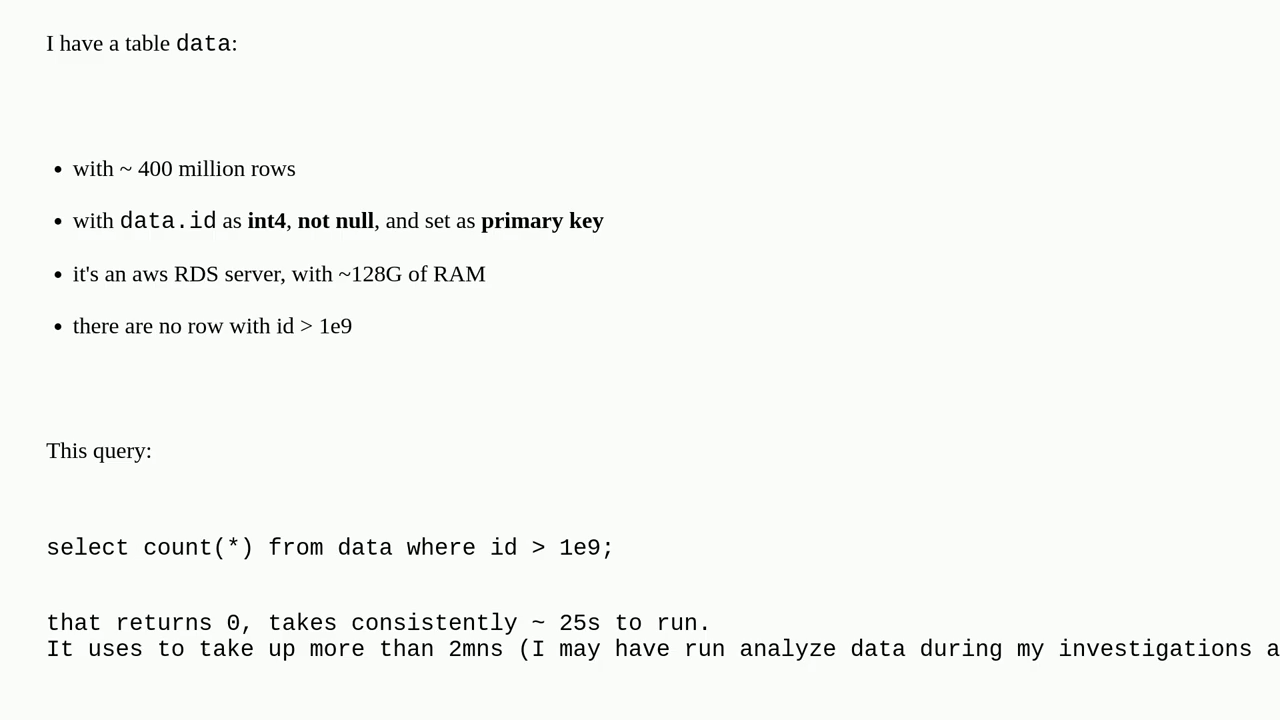 I have a table data:
• with ~ 400 million rows
• with data.id as int4, not null, and set as primary key
• it's an aws RDS server, with ~128G of RAM
• there are no row with id > 1e9
This query:
select count(*) from data where id > 1e9;
that returns 0, takes consistently ~ 25s to run.
It uses to take up more than 2mns (I may have run analyze data during my investigations a